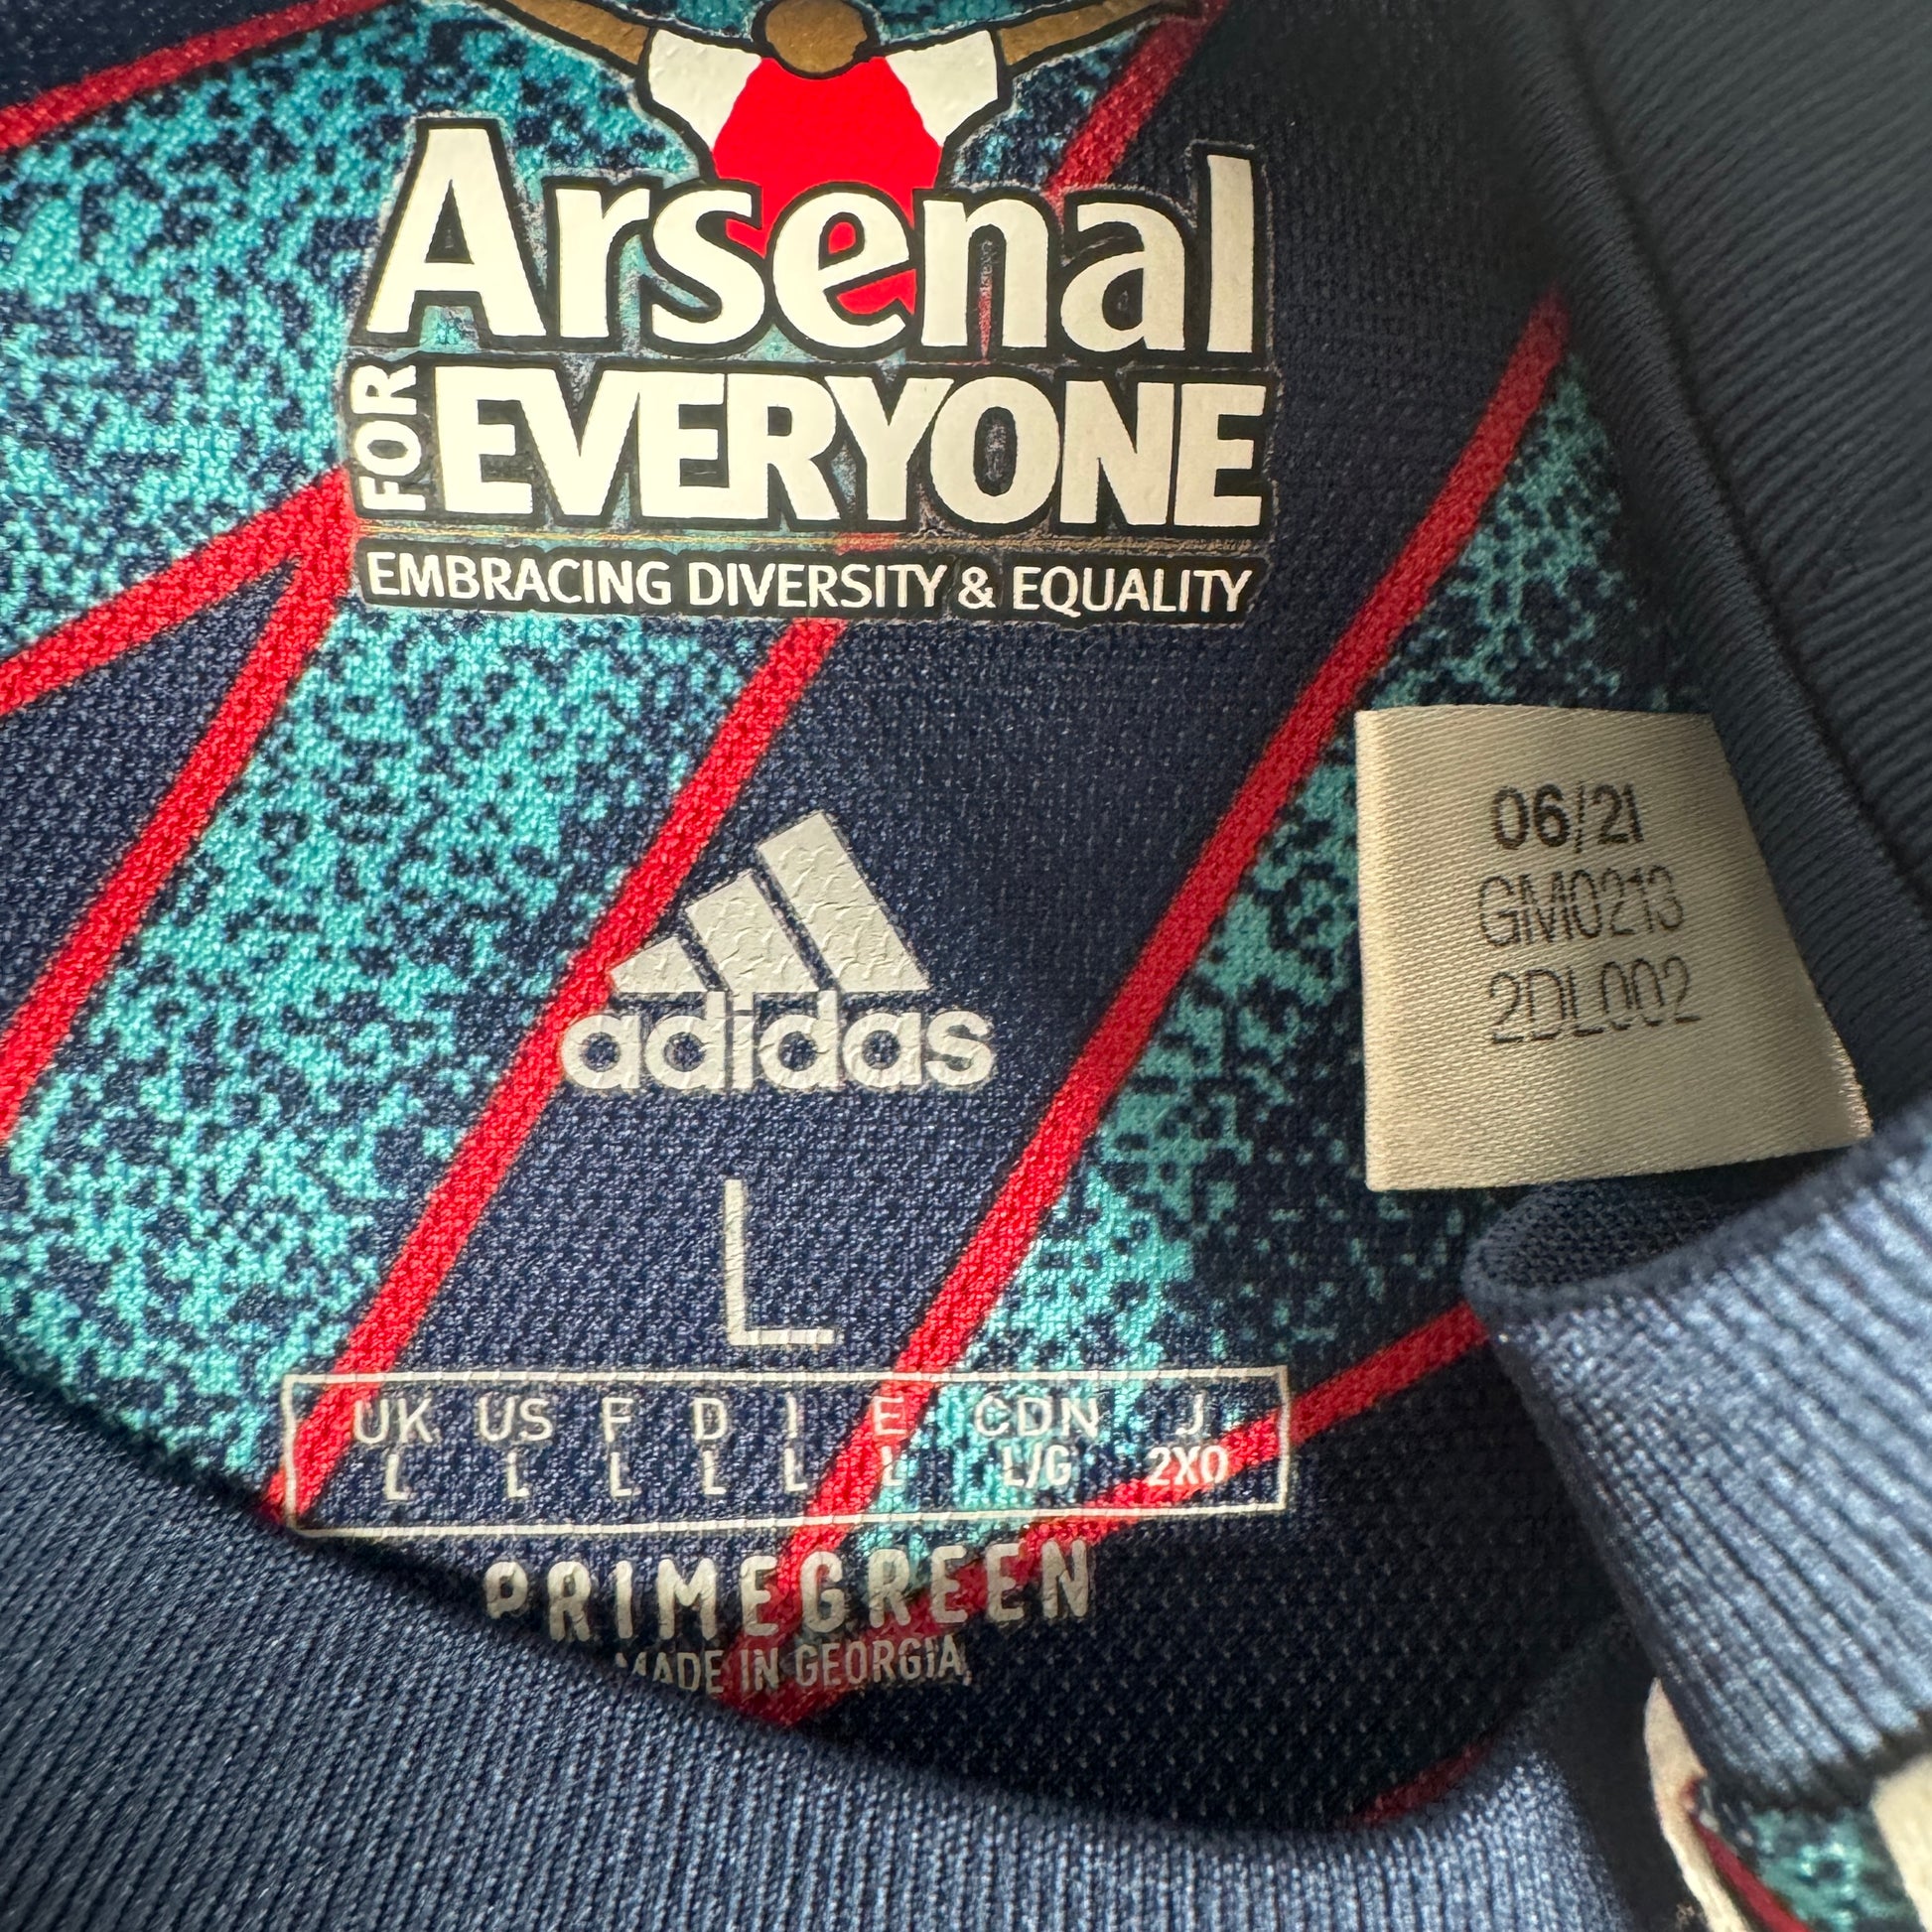 Arsenal
FOR EVERYONE
EMBRACING DIVERSITY & EQUALITY
06/21
GM0213
2DL002
adidas
L
UK US F D I E CDN J
L L L L L L L/G 2XO
PRIMEGREEN
MADE IN GEORGIA